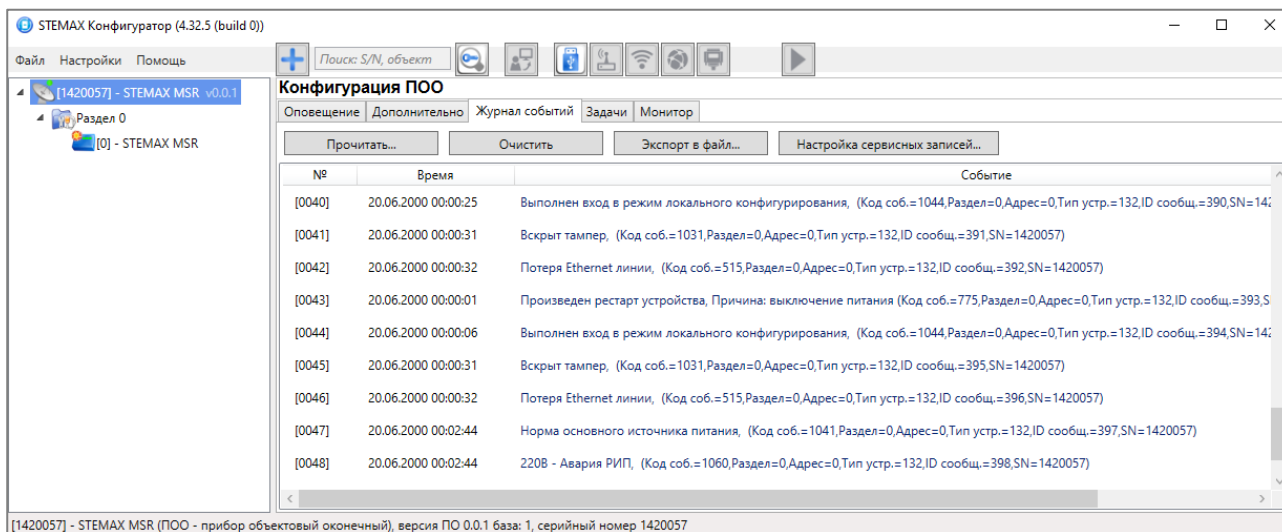 STEMAX Конфигуратор (4.32.5 (build 0))
Файл Настройки Помощь Поиск: S/N, объект
[1420057] - STEMAX MSR v0.0.1
Раздел 0
[0] - STEMAX MSR
Конфигурация ПОО
Оповещение Дополнительно Журнал событий Задачи Монитор
Прочитать... Очистить Экспорт в файл... Настройка сервисных записей...
№ Время Событие
[0040] 20.06.2000 00:00:25 Выполнен вход в режим локального конфигурирования, (Код соб.=1044,Раздел=0,Адрес=0,Тип устр.=132,ID сообщ.=390,SN=142
[0041] 20.06.2000 00:00:31 Вскрыт тампер, (Код соб.=1031,Раздел=0,Адрес=0,Тип устр.=132,ID сообщ.=391,SN=1420057)
[0042] 20.06.2000 00:00:32 Потеря Ethernet линии, (Код соб.=515,Раздел=0,Адрес=0,Тип устр.=132,ID сообщ.=392,SN=1420057)
[0043] 20.06.2000 00:00:01 Произведен рестарт устройства, Причина: выключение питания (Код соб.=775,Раздел=0,Адрес=0,Тип устр.=132,ID сообщ.=393,S
[0044] 20.06.2000 00:00:06 Выполнен вход в режим локального конфигурирования, (Код соб.=1044,Раздел=0,Адрес=0,Тип устр.=132,ID сообщ.=394,SN=142
[0045] 20.06.2000 00:00:31 Вскрыт тампер, (Код соб.=1031,Раздел=0,Адрес=0,Тип устр.=132,ID сообщ.=395,SN=1420057)
[0046] 20.06.2000 00:00:32 Потеря Ethernet линии, (Код соб.=515,Раздел=0,Адрес=0,Тип устр.=132,ID сообщ.=396,SN=1420057)
[0047] 20.06.2000 00:02:44 Норма основного источника питания, (Код соб.=1041,Раздел=0,Адрес=0,Тип устр.=132,ID сообщ.=397,SN=1420057)
[0048] 20.06.2000 00:02:44 220В - Авария РИП, (Код соб.=1060,Раздел=0,Адрес=0,Тип устр.=132,ID сообщ.=398,SN=1420057)
[1420057] - STEMAX MSR (ПОО - прибор объектовый оконечный), версия ПО 0.0.1 база: 1, серийный номер 1420057